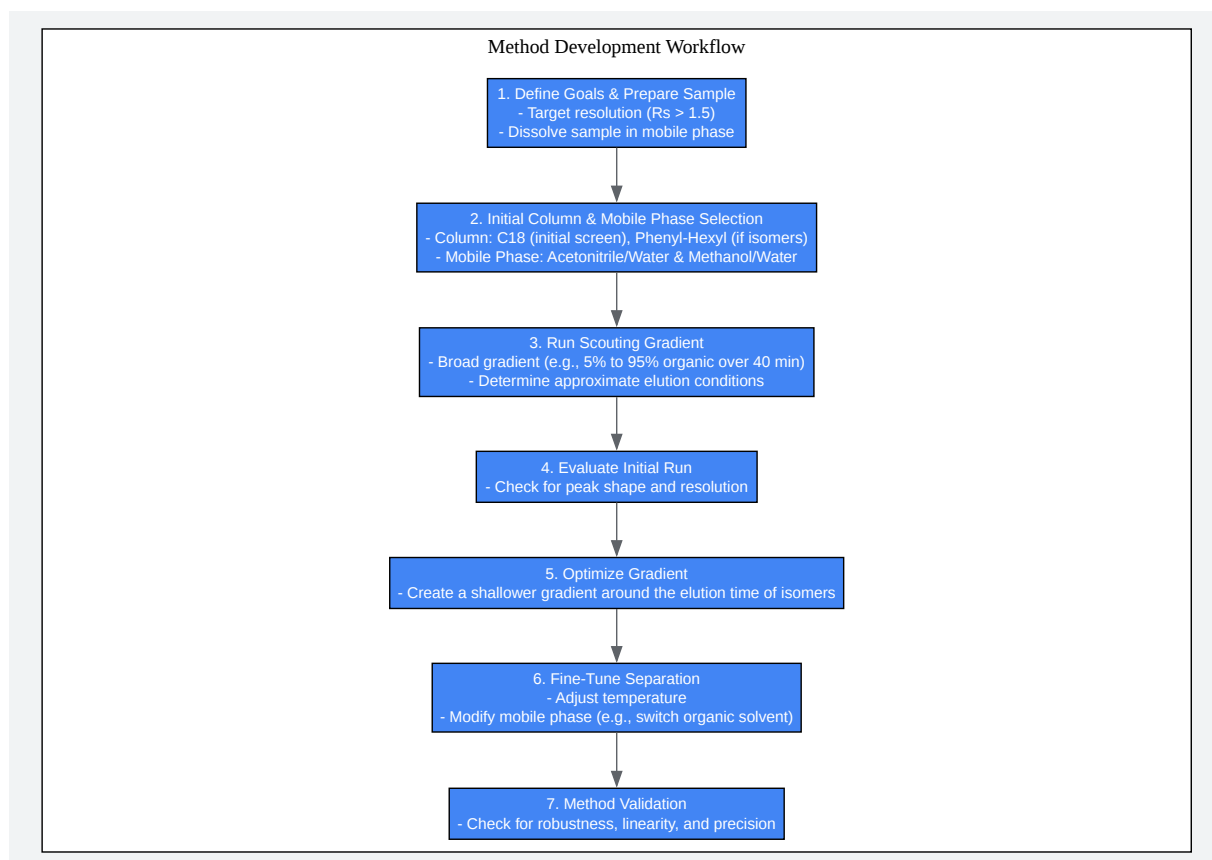 Method Development Workflow
1. Define Goals & Prepare Sample
- Target resolution (Rs > 1.5)
- Dissolve sample in mobile phase
2. Initial Column & Mobile Phase Selection
- Column: C18 (initial screen), Phenyl-Hexyl (if isomers)
- Mobile Phase: Acetonitrile/Water & Methanol/Water
3. Run Scouting Gradient
- Broad gradient (e.g., 5% to 95% organic over 40 min)
- Determine approximate elution conditions
4. Evaluate Initial Run
- Check for peak shape and resolution
5. Optimize Gradient
- Create a shallower gradient around the elution time of isomers
6. Fine-Tune Separation
- Adjust temperature
- Modify mobile phase (e.g., switch organic solvent)
7. Method Validation
- Check for robustness, linearity, and precision